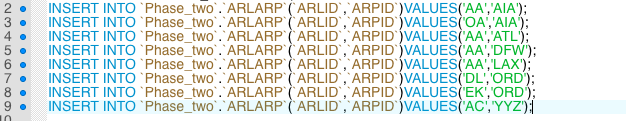 2 INSERT INTO `Phase_two`.`ARLARP`(`ARLID`,`ARPID`)VALUES('AA','AIA');
3 INSERT INTO `Phase_two`.`ARLARP`(`ARLID`,`ARPID`)VALUES('OA','AIA');
4 INSERT INTO `Phase_two`.`ARLARP`(`ARLID`,`ARPID`)VALUES('AA','ATL');
5 INSERT INTO `Phase_two`.`ARLARP`(`ARLID`,`ARPID`)VALUES('AA','DFW');
6 INSERT INTO `Phase_two`.`ARLARP`(`ARLID`,`ARPID`)VALUES('AA','LAX');
7 INSERT INTO `Phase_two`.`ARLARP`(`ARLID`,`ARPID`)VALUES('DL','ORD');
8 INSERT INTO `Phase_two`.`ARLARP`(`ARLID`,`ARPID`)VALUES('EK','ORD');
9 INSERT INTO `Phase_two`.`ARLARP`(`ARLID`,`ARPID`)VALUES('AC','YYZ');
10